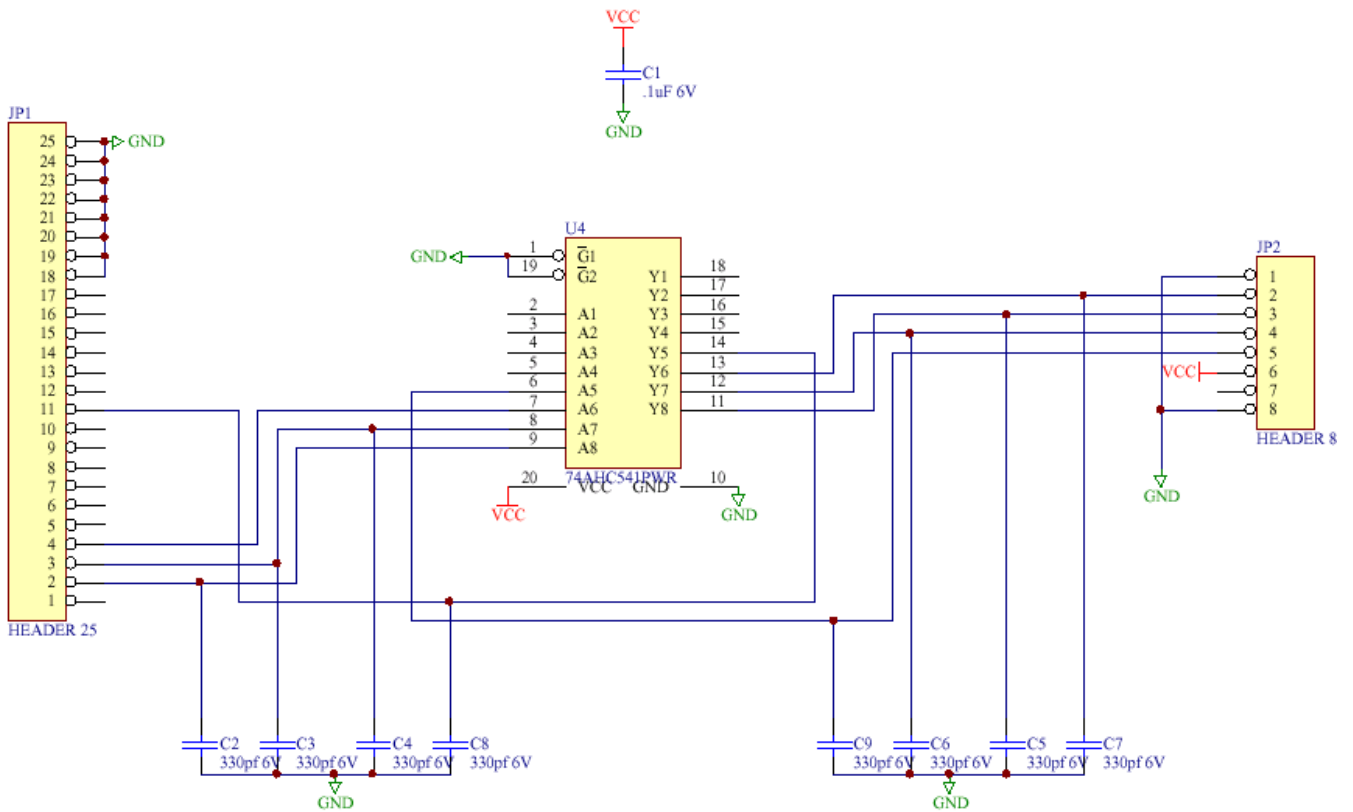 VCC
C1
.1uF 6V
GND
JP1
25
24
23
22
21
20
19
18
17
16
15
14
13
12
11
10
9
8
7
6
5
4
3
2
1
HEADER 25
GND
U4
GND
1 G1
19 G2
2 A1
3 A2
4 A3
5 A4
6 A5
7 A6
8 A7
9 A8
Y1 18
Y2 17
Y3 16
Y4 15
Y5 14
Y6 13
Y7 12
Y8 11
74AHC541PWR
20 VCC GND 10
VCC
GND
JP2
1
2
3
4
5
VCC 6
7
8
HEADER 8
GND
C2
330pf 6V
C3
330pf 6V
C4
330pf 6V
C8
330pf 6V
GND
C9
330pf 6V
C6
330pf 6V
C5
330pf 6V
C7
330pf 6V
GND